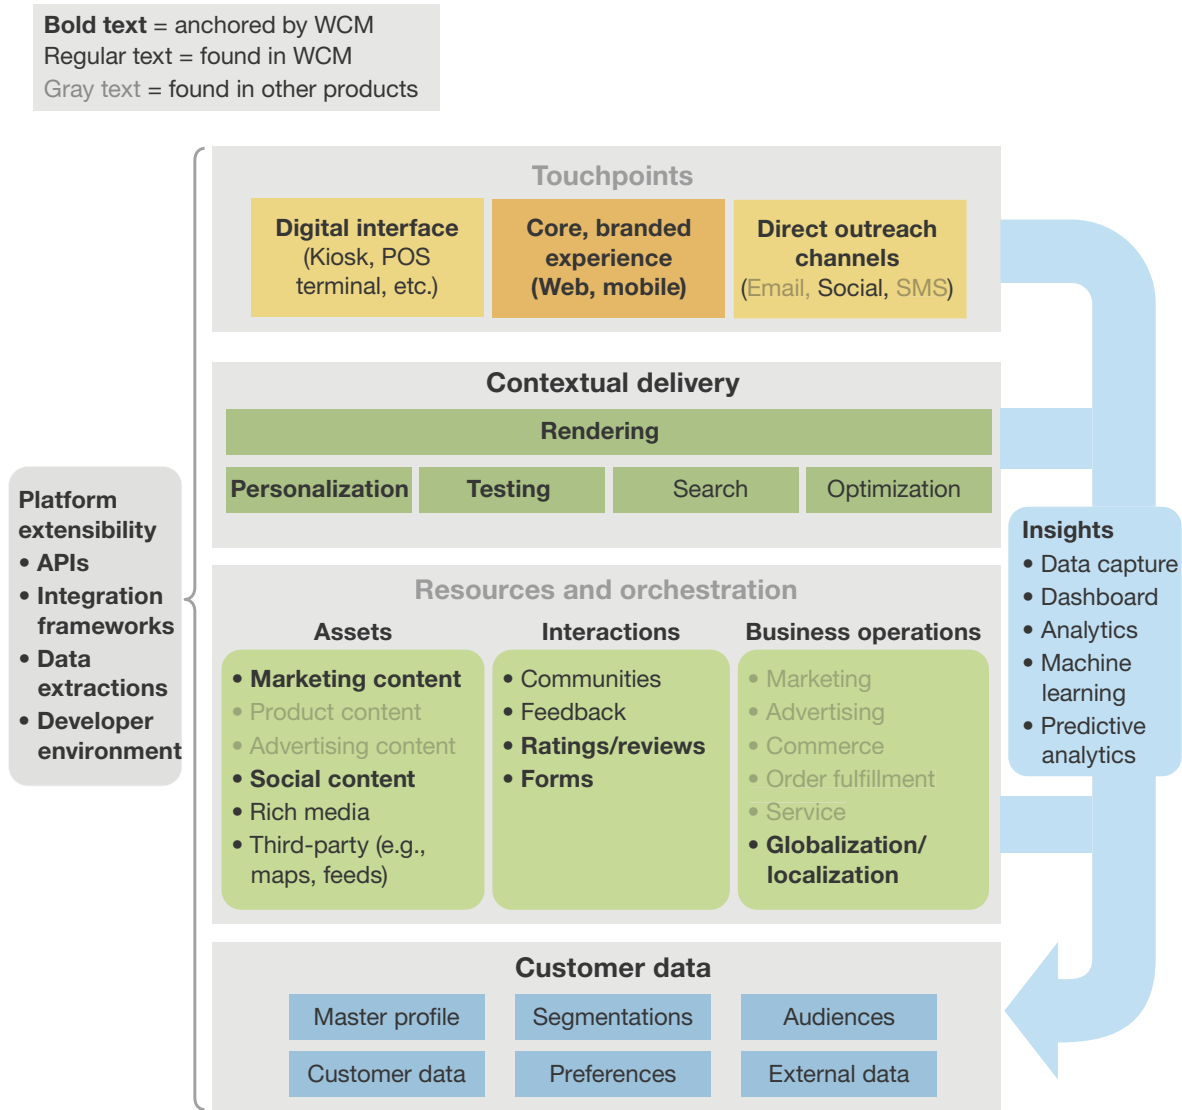 Bold text = anchored by WCM
Regular text = found in WCM
Gray text = found in other products
Touchpoints
Digital interface
(Kiosk, POS
terminal, etc.)
Core, branded
experience
(Web, mobile)
Direct outreach
channels
(Email, Social, SMS)
Contextual delivery
Rendering
Personalization
Testing
Search
Optimization
Platform
extensibility
• APIs
• Integration
frameworks
• Data
extractions
• Developer
environment
Resources and orchestration
Assets
• Marketing content
• Product content
• Advertising content
• Social content
• Rich media
• Third-party (e.g.,
maps, feeds)
Interactions
• Communities
• Feedback
• Ratings/reviews
• Forms
Business operations
• Marketing
• Advertising
• Commerce
• Order fulfillment
• Service
• Globalization/
localization
Insights
• Data capture
• Dashboard
• Analytics
• Machine
learning
• Predictive
analytics
Customer data
Master profile
Segmentations
Audiences
Customer data
Preferences
External data